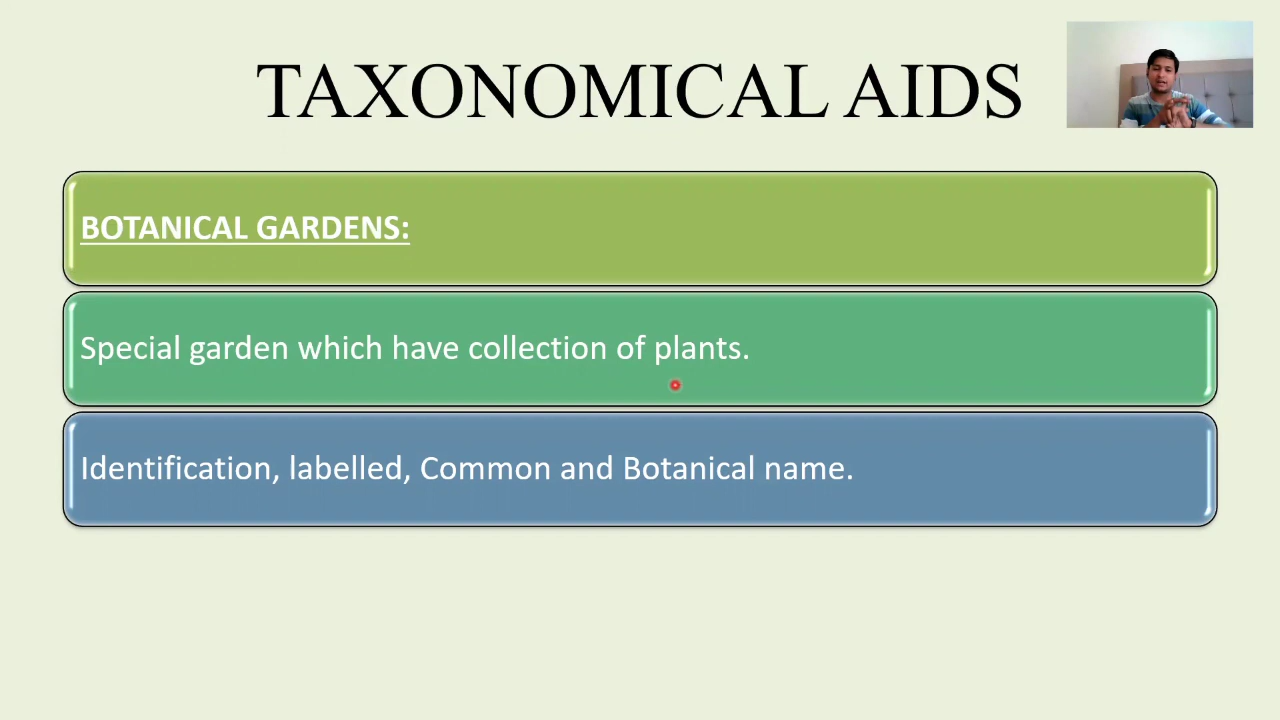 TAXONOMICAL AIDS
BOTANICAL GARDENS:
Special garden which have collection of plants.
Identification, labelled, Common and Botanical name.